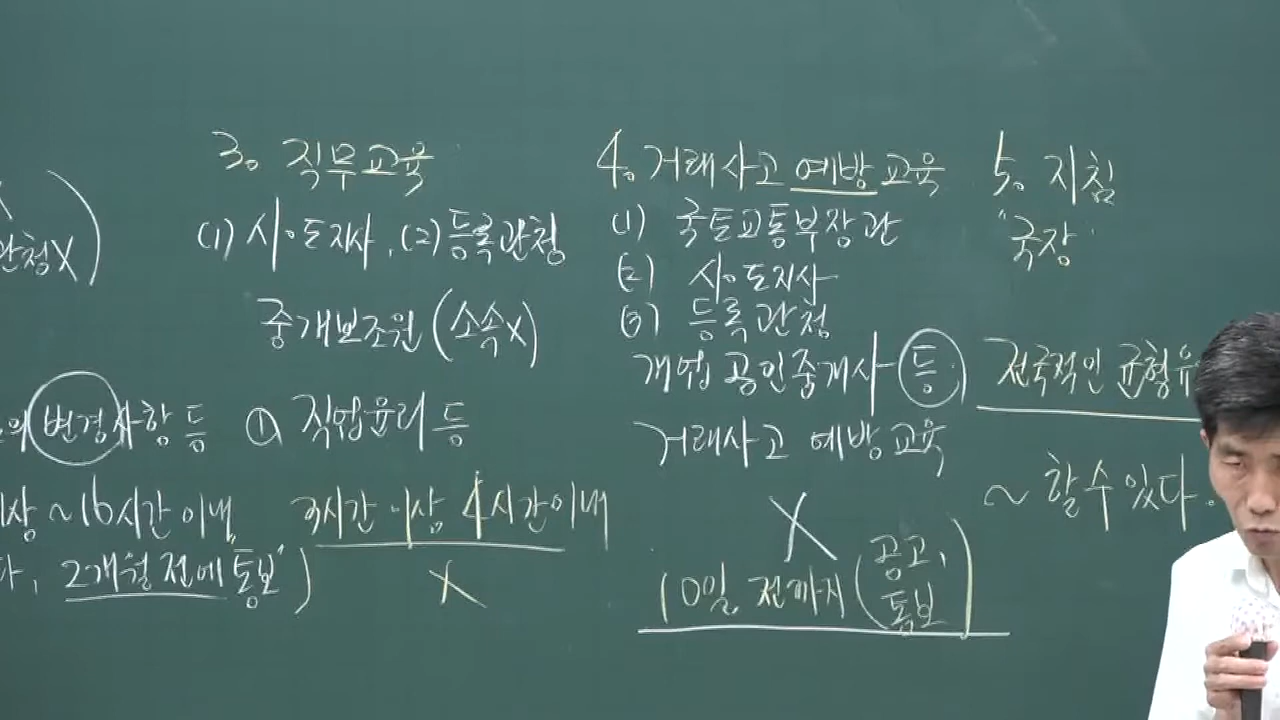 관청X)
변경사항 등
~16시간 이내
, 2개월 전에 "통보")
3. 직무교육
(1) 시·도지사, (2) 등록관청
중개보조원 (소속X)
① 직업윤리 등
3시간 이상 4시간이내
X
4. 거래사고 예방교육
(1) 국토교통부장관
(2) 시·도지사
(3) 등록관청
개업공인중개사 등
거래사고 예방교육
X
10일 전까지 (공고,
통보)
5. 지침
"국장"
전국적인 균형유
~ 할 수 있다.